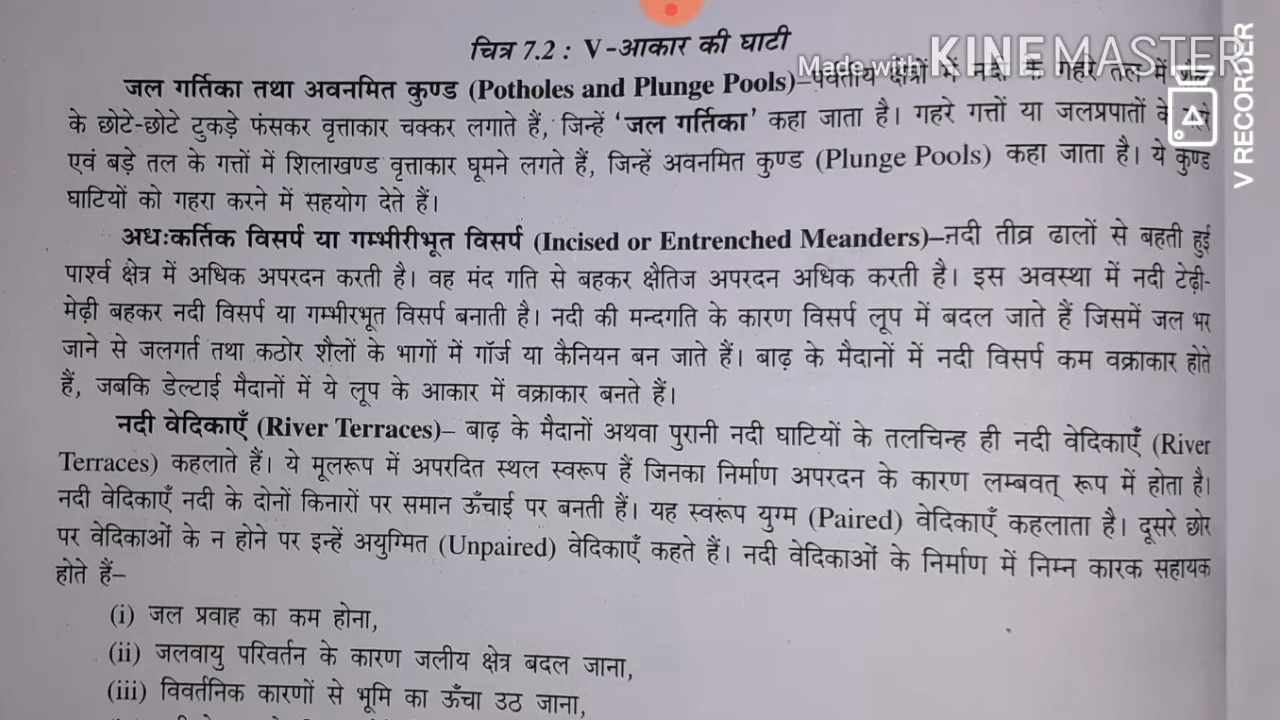 चित्र 7.2 : V-आकार की घाटी
Made with KINEMASTER
जल गर्तिका तथा अवनमित कुण्ड (Potholes and Plunge Pools)–पर्वतीय क्षेत्रों में नदी के गहरे तल में
के छोटे-छोटे टुकड़े फंसकर वृत्ताकार चक्कर लगाते हैं, जिन्हें 'जल गर्तिका' कहा जाता है। गहरे गत्तों या जलप्रपातों के
एवं बड़े तल के गत्तों में शिलाखण्ड वृत्ताकार घूमने लगते हैं, जिन्हें अवनमित कुण्ड (Plunge Pools) कहा जाता है। ये कुण्ड
घाटियों को गहरा करने में सहयोग देते हैं।
अधःकर्तिक विसर्प या गम्भीरीभूत विसर्प (Incised or Entrenched Meanders)–नदी तीव्र ढालों से बहती हुई
पार्श्व क्षेत्र में अधिक अपरदन करती है। वह मंद गति से बहकर क्षैतिज अपरदन अधिक करती है। इस अवस्था में नदी टेढ़ी-
मेढ़ी बहकर नदी विसर्प या गम्भीरभूत विसर्प बनाती है। नदी की मन्दगति के कारण विसर्प लूप में बदल जाते हैं जिसमें जल भर
जाने से जलगर्त तथा कठोर शैलों के भागों में गॉर्ज या कैनियन बन जाते हैं। बाढ़ के मैदानों में नदी विसर्प कम वक्राकार होते
हैं, जबकि डेल्टाई मैदानों में ये लूप के आकार में वक्राकार बनते हैं।
नदी वेदिकाएँ (River Terraces)– बाढ़ के मैदानों अथवा पुरानी नदी घाटियों के तलचिन्ह ही नदी वेदिकाएँ (River
Terraces) कहलाते हैं। ये मूलरूप में अपरदित स्थल स्वरूप हैं जिनका निर्माण अपरदन के कारण लम्बवत् रूप में होता है।
नदी वेदिकाएँ नदी के दोनों किनारों पर समान ऊँचाई पर बनती हैं। यह स्वरूप युग्म (Paired) वेदिकाएँ कहलाता है। दूसरे छोर
पर वेदिकाओं के न होने पर इन्हें अयुग्मित (Unpaired) वेदिकाएँ कहते हैं। नदी वेदिकाओं के निर्माण में निम्न कारक सहायक
होते हैं–
(i) जल प्रवाह का कम होना,
(ii) जलवायु परिवर्तन के कारण जलीय क्षेत्र बदल जाना,
(iii) विवर्तनिक कारणों से भूमि का ऊँचा उठ जाना,
V RECORDER